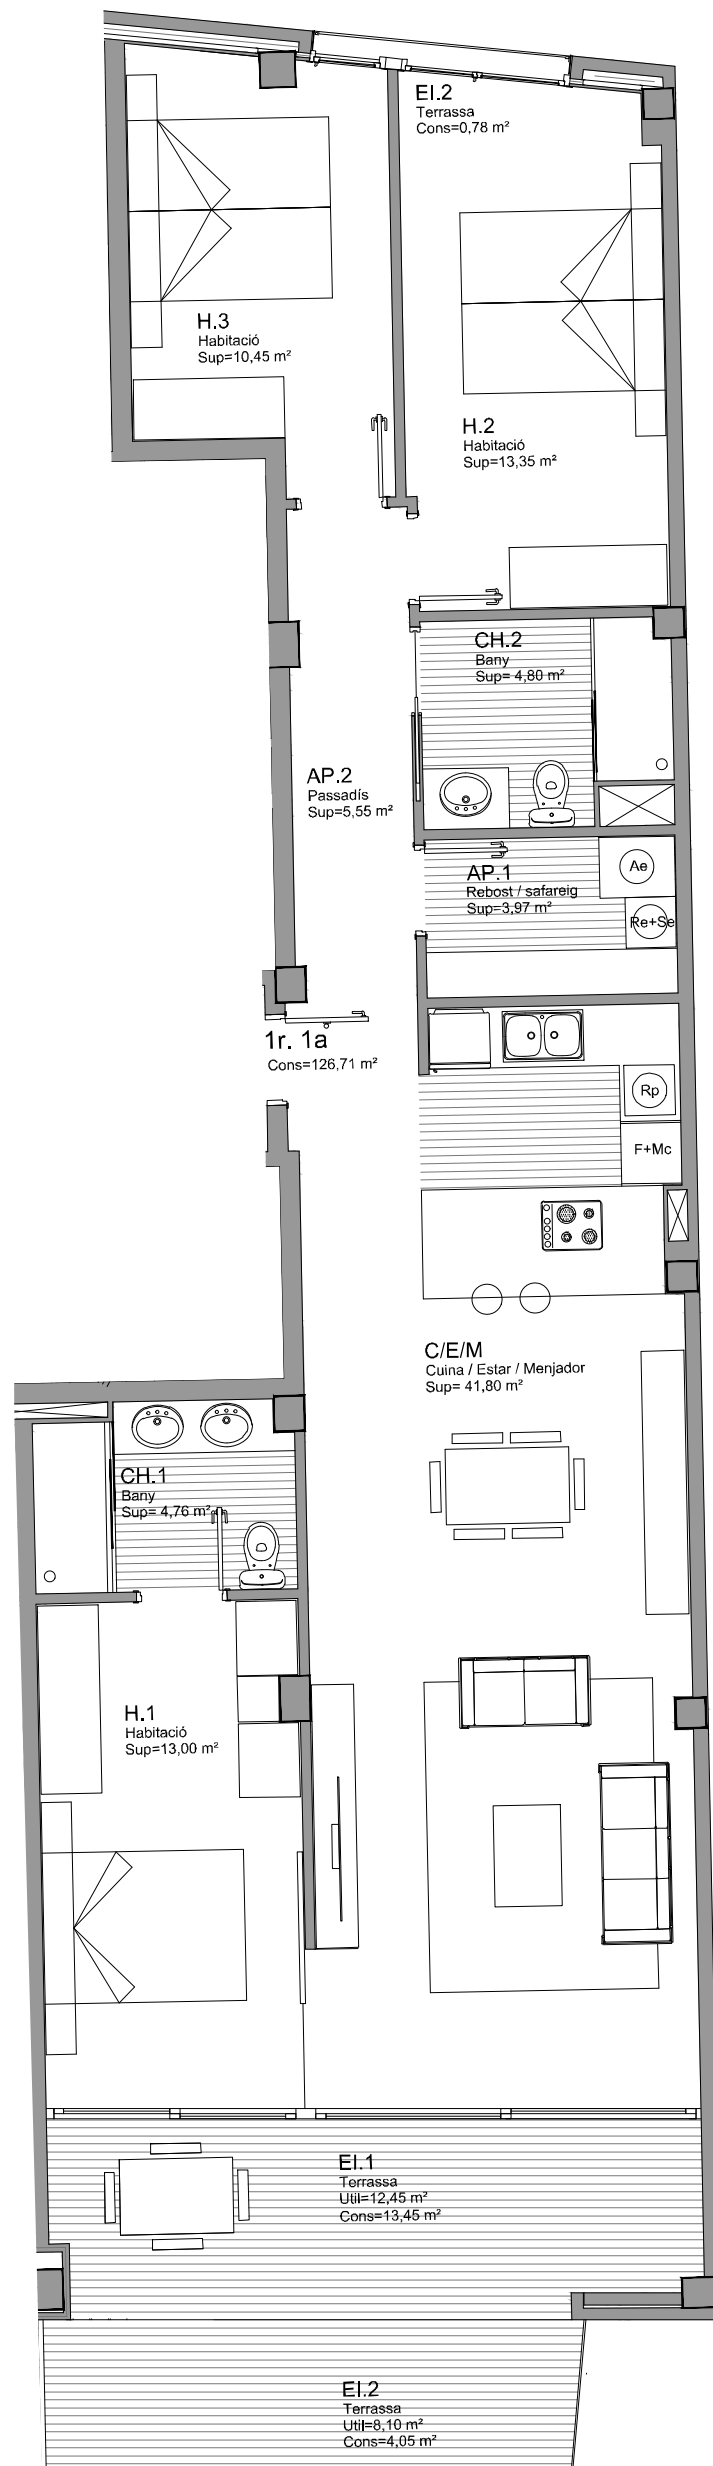 EI.2
Terrassa
Cons=0,78 m²
H.3
Habitació
Sup=10,45 m²
H.2
Habitació
Sup=13,35 m²
CH.2
Bany
Sup= 4,80 m²
AP.2
Passadís
Sup=5,55 m²
AP.1
Rebost / safareig
Sup=3,97 m²
Ae
Re+Se
1r. 1a
Cons=126,71 m²
Rp
F+Mc
C/E/M
Cuina / Estar / Menjador
Sup= 41,80 m²
CH.1
Bany
Sup= 4,76 m²
H.1
Habitació
Sup=13,00 m²
EI.1
Terrassa
Util=12,45 m²
Cons=13,45 m²
EI.2
Terrassa
Util=8,10 m²
Cons=4,05 m²